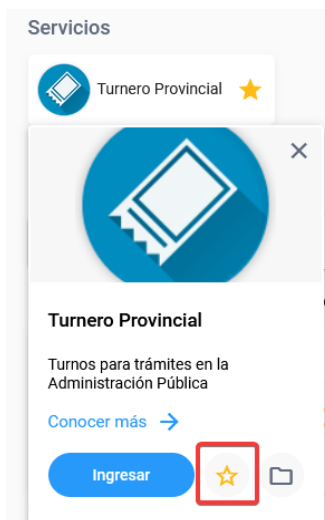 Servicios
Turnero Provincial
Turnero Provincial
Turnos para trámites en la
Administración Pública
Conocer más
Ingresar